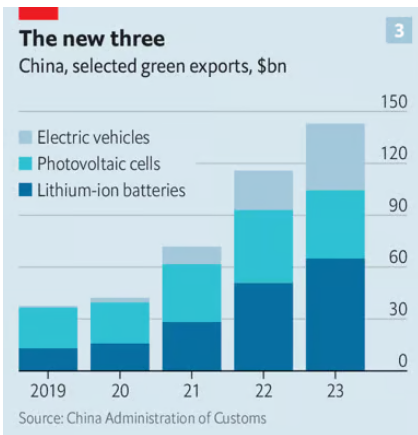 The new three
3
China, selected green exports, $bn
150
Electric vehicles
120
Photovoltaic cells
Lithium-ion batteries
90
60
30
0
2019 20 21 22 23
Source: China Administration of Customs